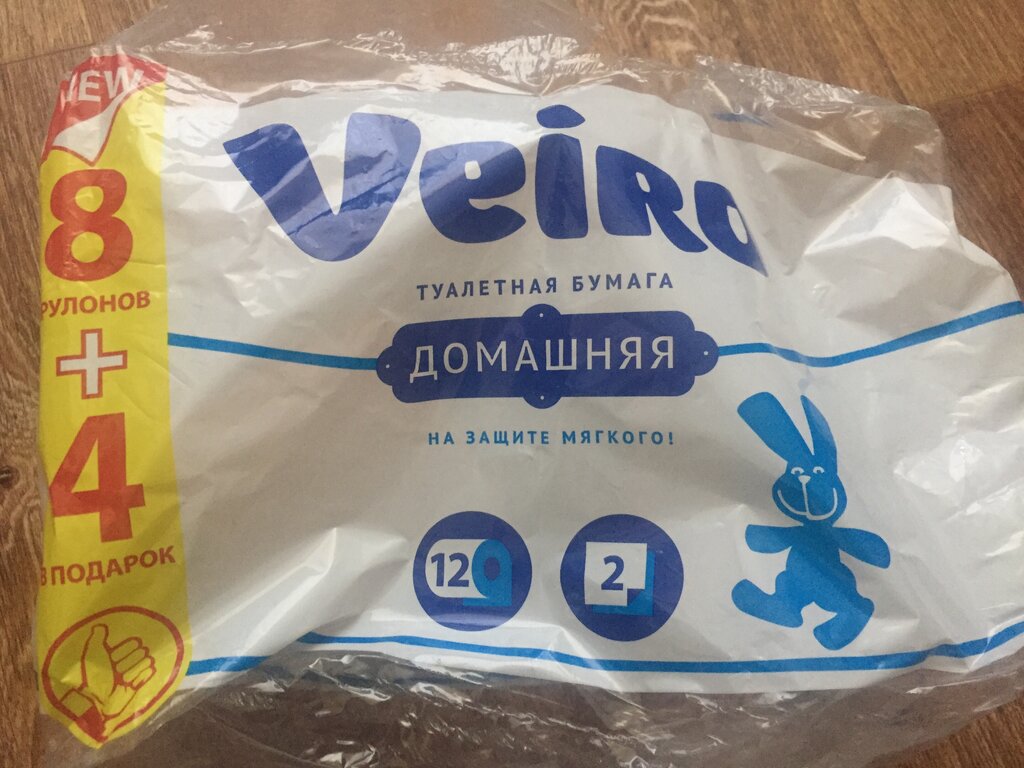 NEW
8
РУЛОНОВ
+
4
В ПОДАРОК
Veiro
ТУАЛЕТНАЯ БУМАГА
ДОМАШНЯЯ
НА ЗАЩИТЕ МЯГКОГО!
12
2